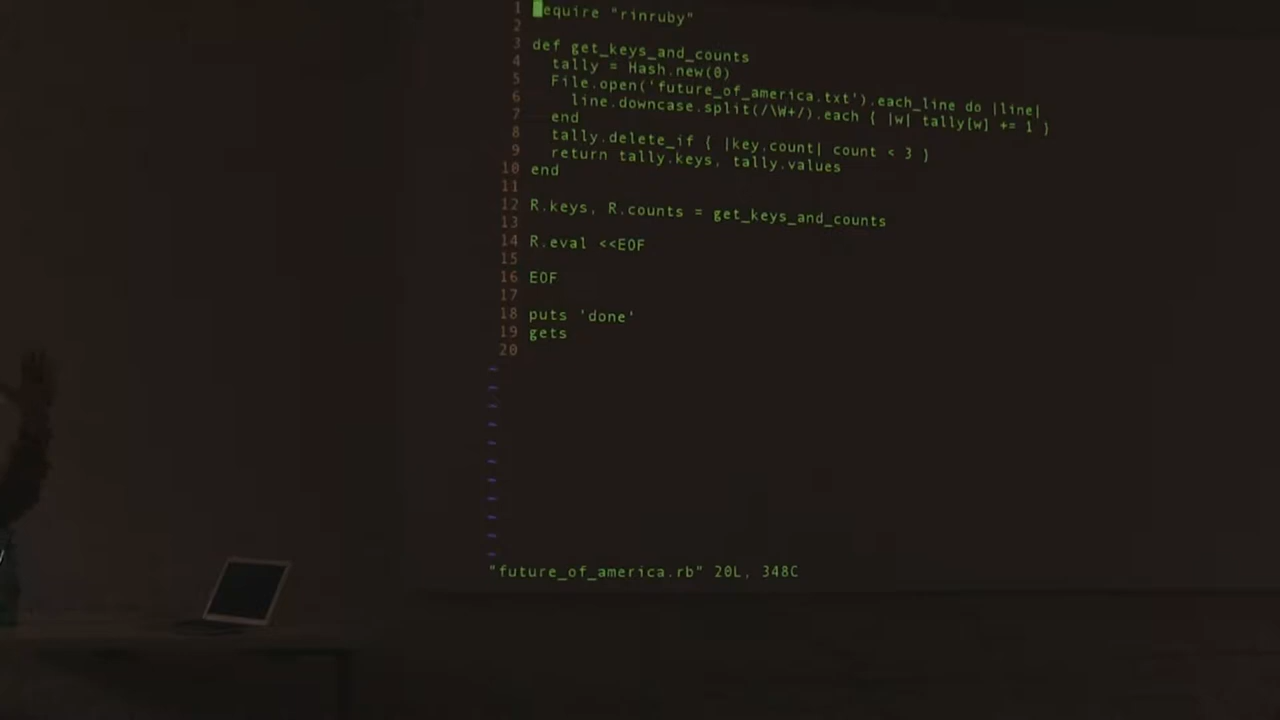 1 require "rinruby"
2
3 def get_keys_and_counts
4   tally = Hash.new(0)
5   File.open('future_of_america.txt').each_line do |line|
6     line.downcase.split(/\W+/).each { |w| tally[w] += 1 }
7   end
8   tally.delete_if { |key,count| count < 3 }
9   return tally.keys, tally.values
10 end
11
12 R.keys, R.counts = get_keys_and_counts
13
14 R.eval <<EOF
15
16 EOF
17
18 puts 'done'
19 gets
20
~
~
~
~
~
~
~
~
~
~
~
"future_of_america.rb" 20L, 348C